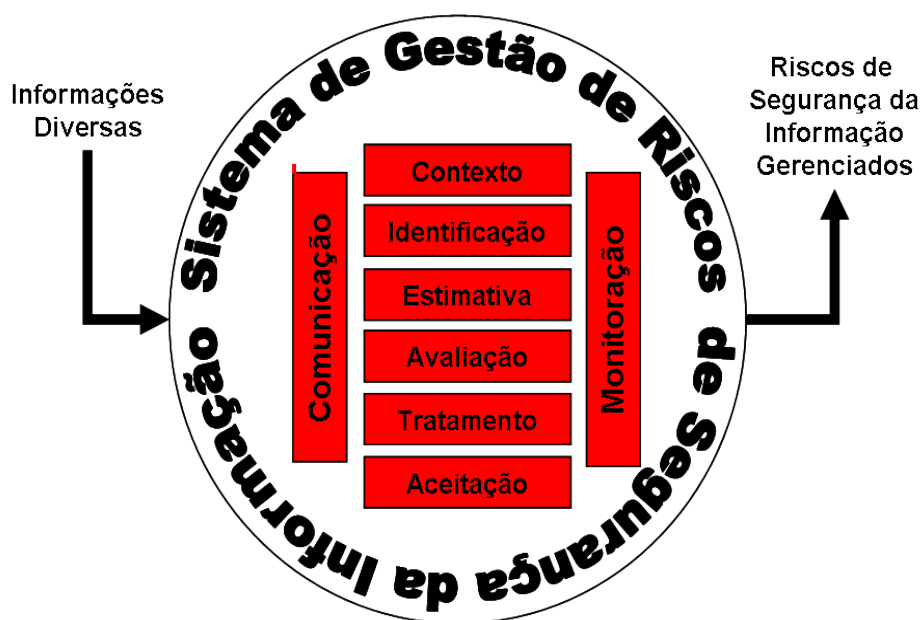 Sistema de Gestão de Riscos de Segurança da Informação
Informações
Diversas
Riscos de
Segurança da
Informação
Gerenciados
Comunicação
Contexto
Identificação
Estimativa
Avaliação
Tratamento
Aceitação
Monitoração